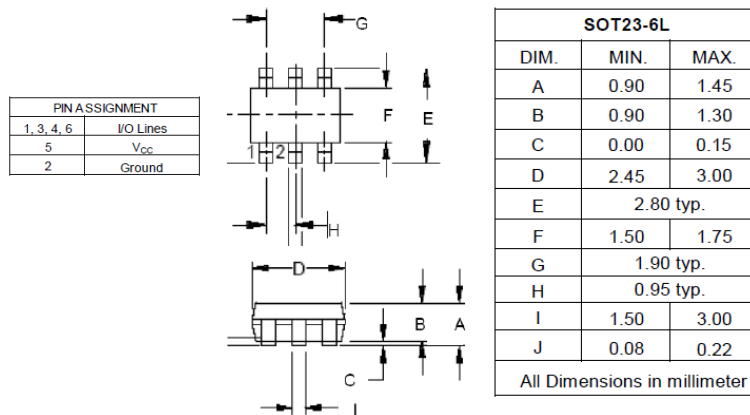 PIN ASSIGNMENT
1, 3, 4, 6 I/O Lines
5 VCC
2 Ground
G
F
E
1 2
H
D
B
A
C
SOT23-6L
DIM. MIN. MAX.
A 0.90 1.45
B 0.90 1.30
C 0.00 0.15
D 2.45 3.00
E 2.80 typ.
F 1.50 1.75
G 1.90 typ.
H 0.95 typ.
I 1.50 3.00
J 0.08 0.22
All Dimensions in millimeter